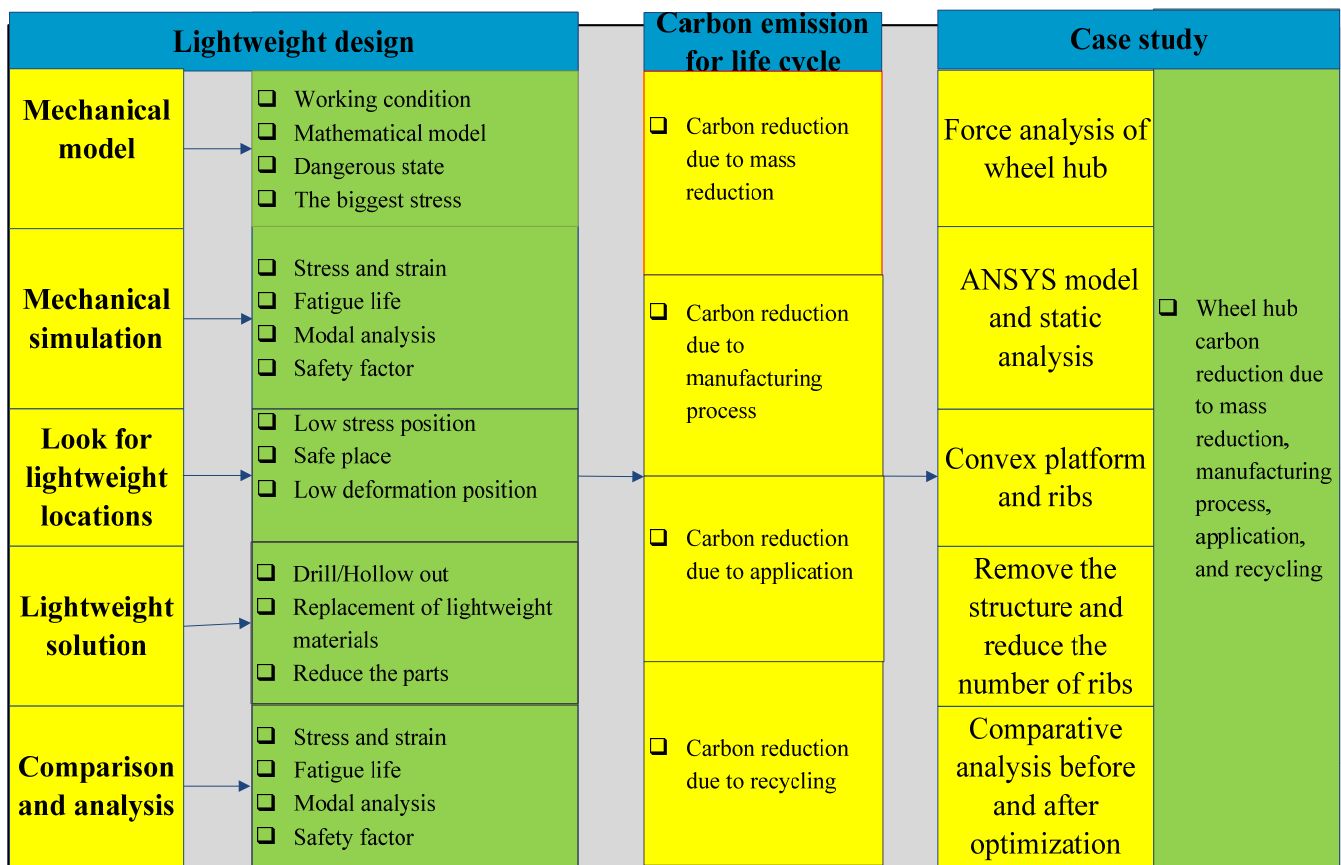 Lightweight design
Mechanical
model
❑ Working condition
❑ Mathematical model
❑ Dangerous state
❑ The biggest stress
Mechanical
simulation
❑ Stress and strain
❑ Fatigue life
❑ Modal analysis
❑ Safety factor
Look for
lightweight
locations
❑ Low stress position
❑ Safe place
❑ Low deformation position
Lightweight
solution
❑ Drill/Hollow out
❑ Replacement of lightweight
materials
❑ Reduce the parts
Comparison
and analysis
❑ Stress and strain
❑ Fatigue life
❑ Modal analysis
❑ Safety factor
Carbon emission
for life cycle
❑ Carbon reduction
due to mass
reduction
❑ Carbon reduction
due to
manufacturing
process
❑ Carbon reduction
due to application
❑ Carbon reduction
due to recycling
Case study
Force analysis of
wheel hub
ANSYS model
and static
analysis
Convex platform
and ribs
Remove the
structure and
reduce the
number of ribs
Comparative
analysis before
and after
optimization
❑ Wheel hub
carbon
reduction due
to mass
reduction,
manufacturing
process,
application,
and recycling